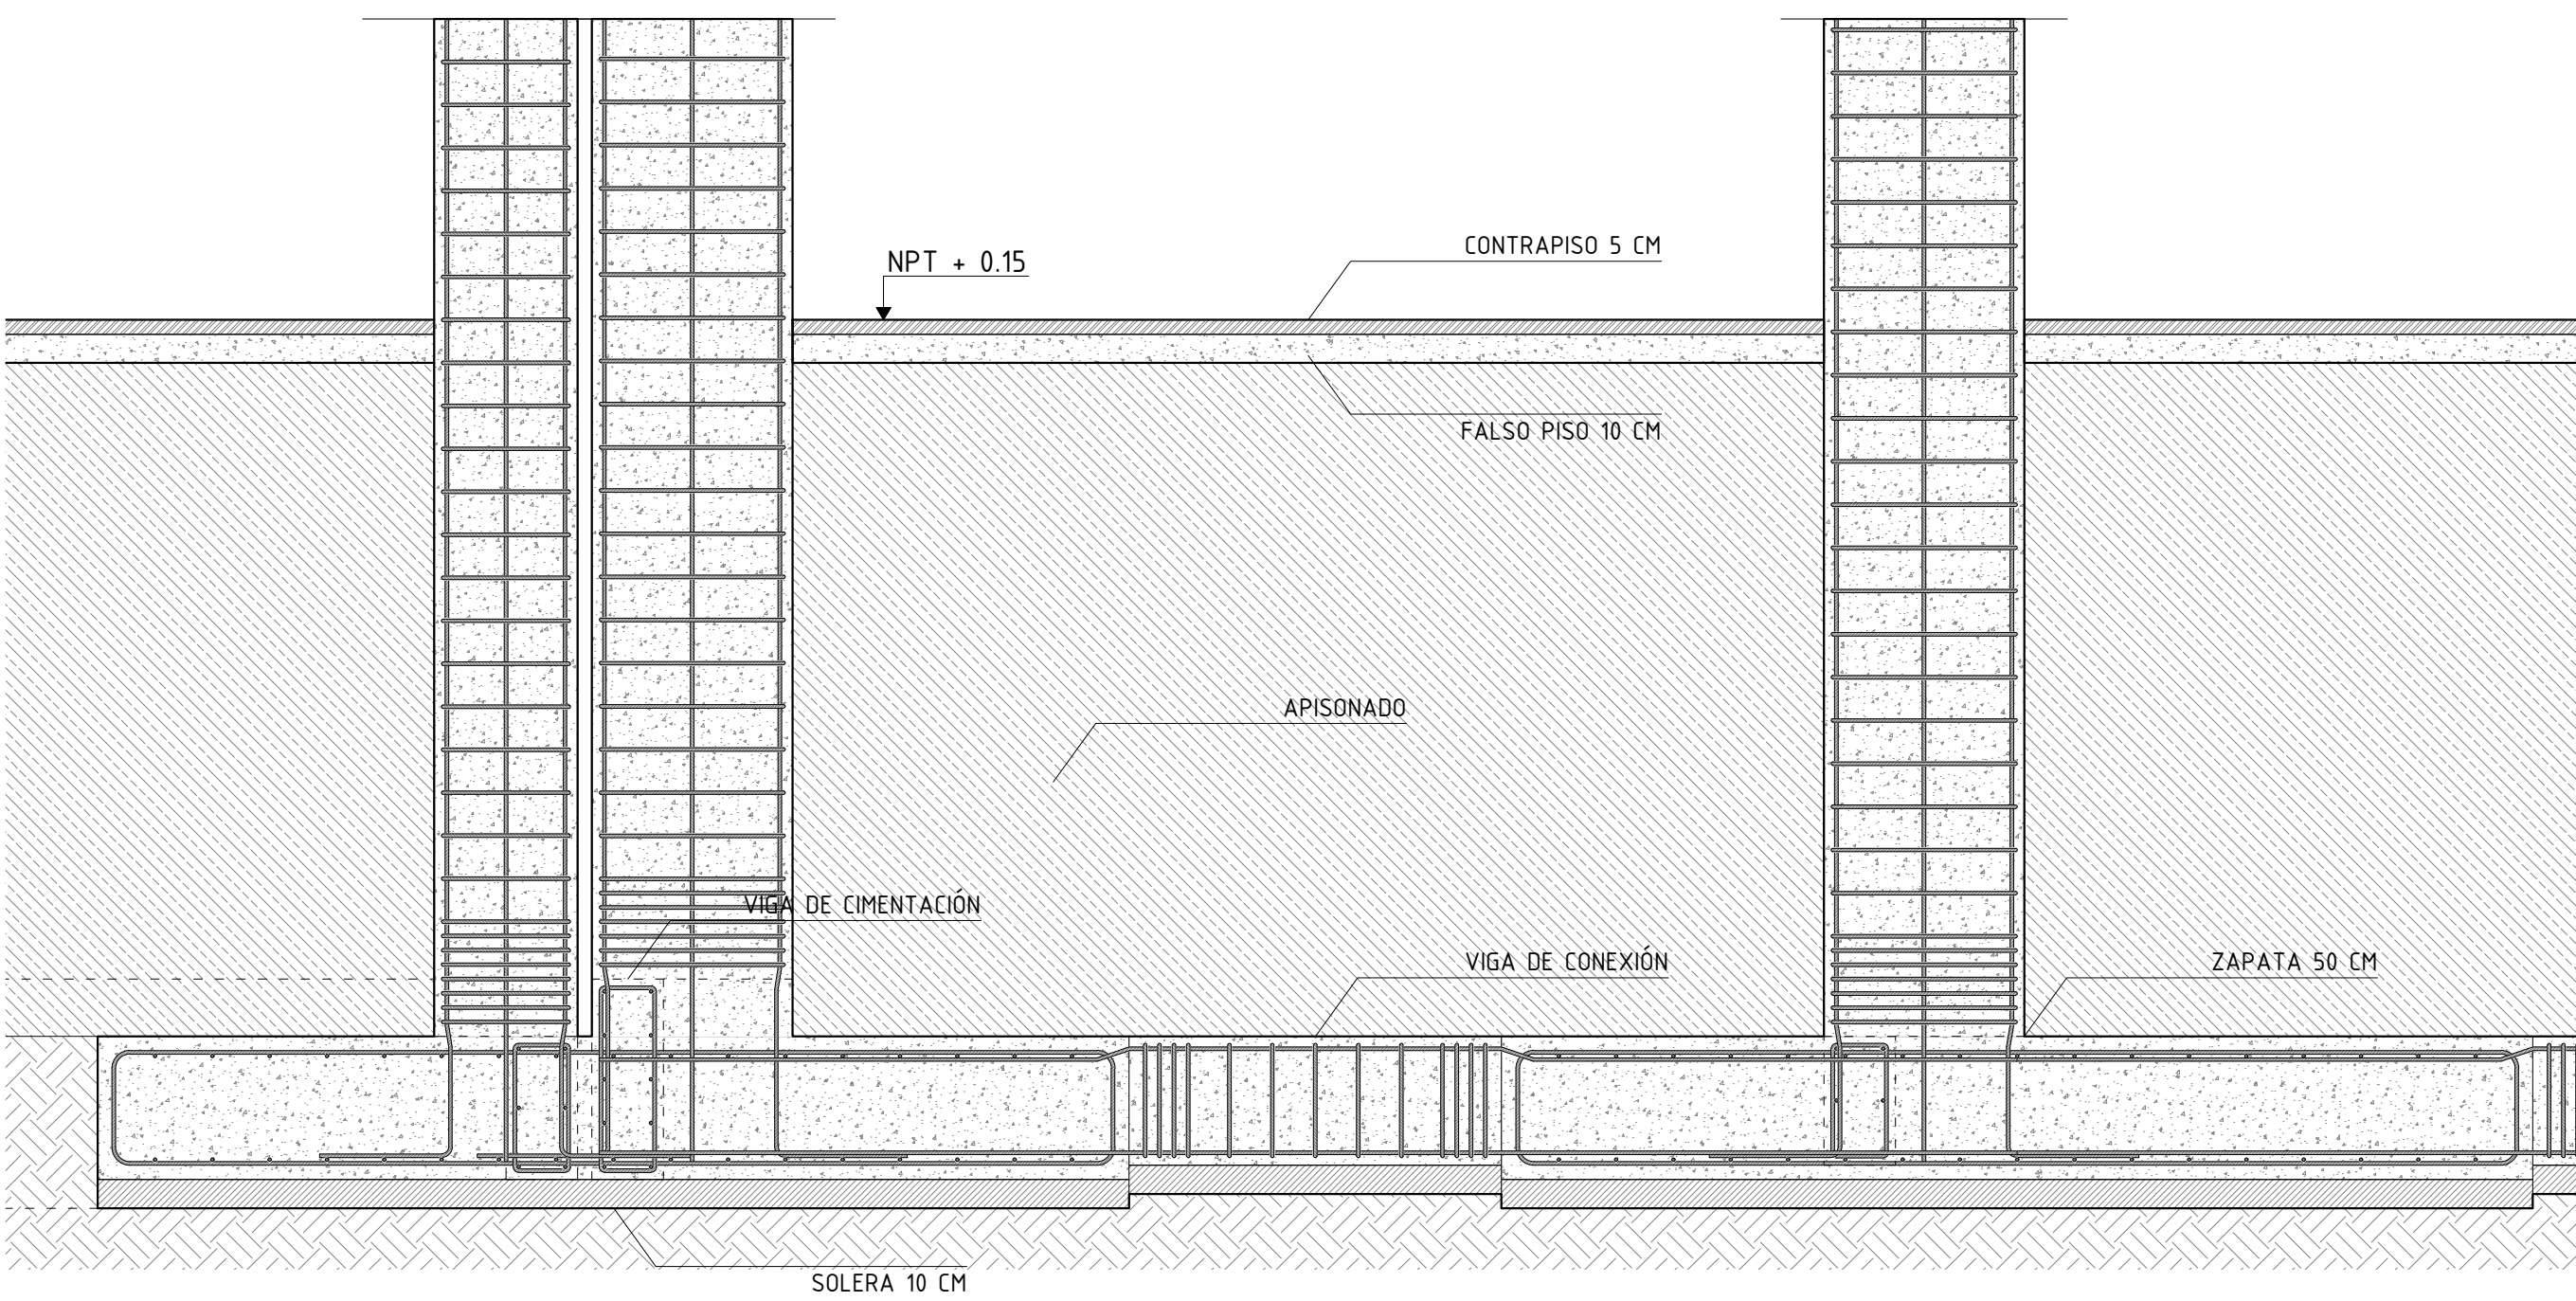 CONTRAPISO 5 CM
NPT + 0.15
FALSO PISO 10 CM
APISONADO
VIGA DE CIMENTACIÓN
VIGA DE CONEXIÓN
ZAPATA 50 CM
SOLERA 10 CM